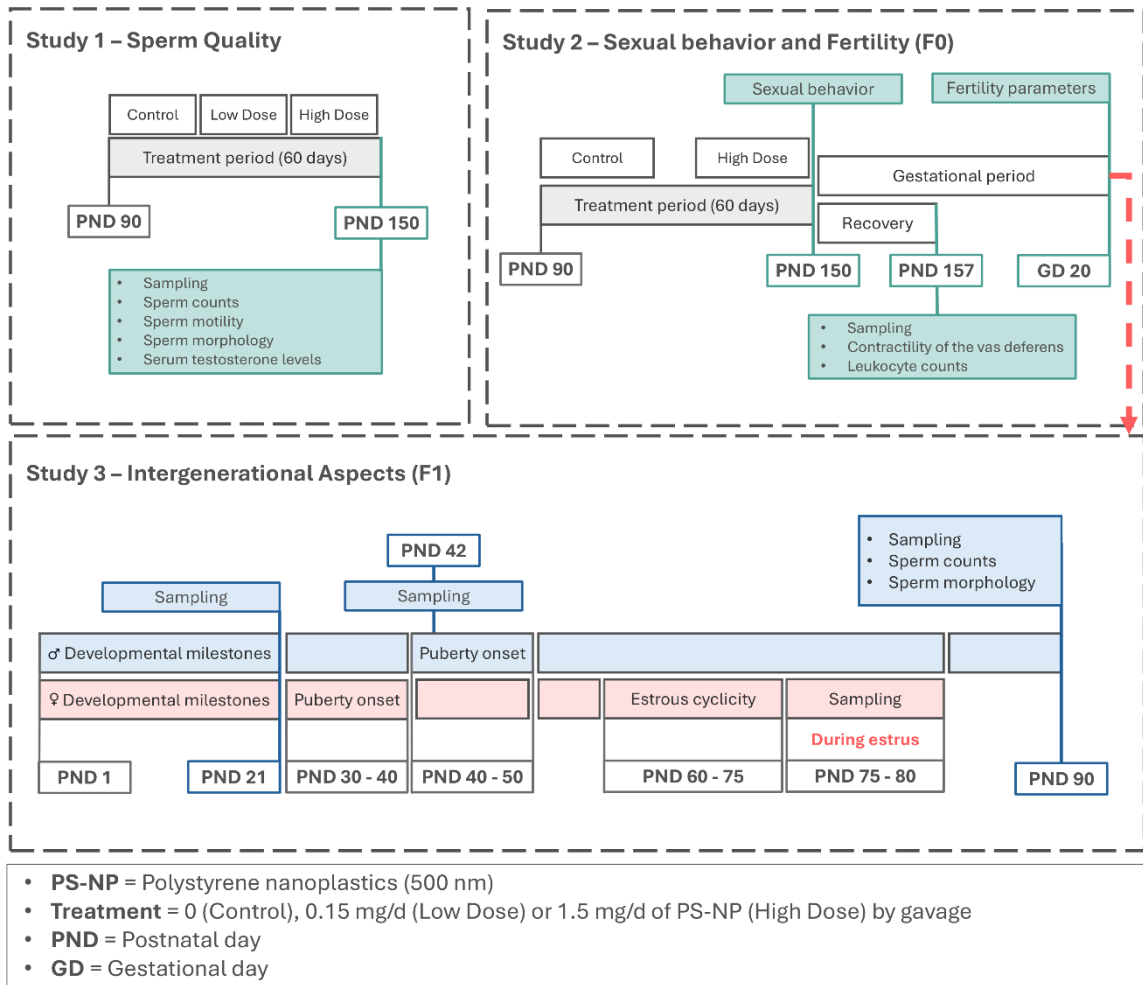 Study 1 – Sperm Quality
Control
Low Dose
High Dose
Treatment period (60 days)
PND 90
PND 150
• Sampling
• Sperm counts
• Sperm motility
• Sperm morphology
• Serum testosterone levels
Study 2 – Sexual behavior and Fertility (F0)
Sexual behavior
Fertility parameters
Control
High Dose
Gestational period
Treatment period (60 days)
Recovery
PND 90
PND 150
PND 157
GD 20
• Sampling
• Contractility of the vas deferens
• Leukocyte counts
Study 3 – Intergenerational Aspects (F1)
• Sampling
• Sperm counts
• Sperm morphology
PND 42
Sampling
Sampling
♂ Developmental milestones
Puberty onset
♀ Developmental milestones
Puberty onset
Estrous cyclicity
Sampling
During estrus
PND 1
PND 21
PND 30 - 40
PND 40 - 50
PND 60 - 75
PND 75 - 80
PND 90
• PS-NP = Polystyrene nanoplastics (500 nm)
• Treatment = 0 (Control), 0.15 mg/d (Low Dose) or 1.5 mg/d of PS-NP (High Dose) by gavage
• PND = Postnatal day
• GD = Gestational day